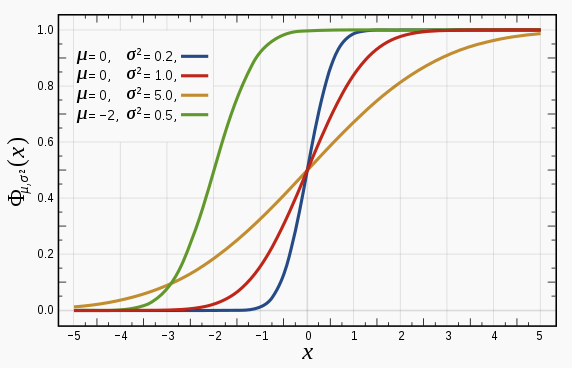 1.0
μ = 0, σ² = 0.2,
μ = 0, σ² = 1.0,
0.8
μ = 0, σ² = 5.0,
μ = −2, σ² = 0.5,
0.6
Φμ,σ²(x)
0.4
0.2
0.0
−5 −4 −3 −2 −1 0 1 2 3 4 5
x